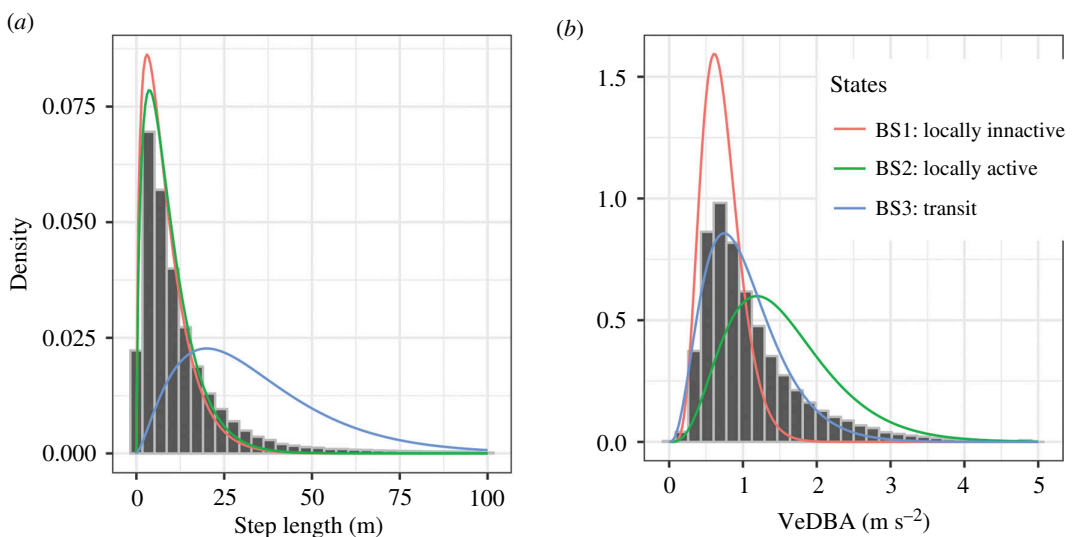 (a)
Density
0.075
0.050
0.025
0.000
0 25 50 75 100
Step length (m)
(b)
1.5
1.0
0.5
0.0
0 1 2 3 4 5
VeDBA (m s–2)
States
BS1: locally innactive
BS2: locally active
BS3: transit